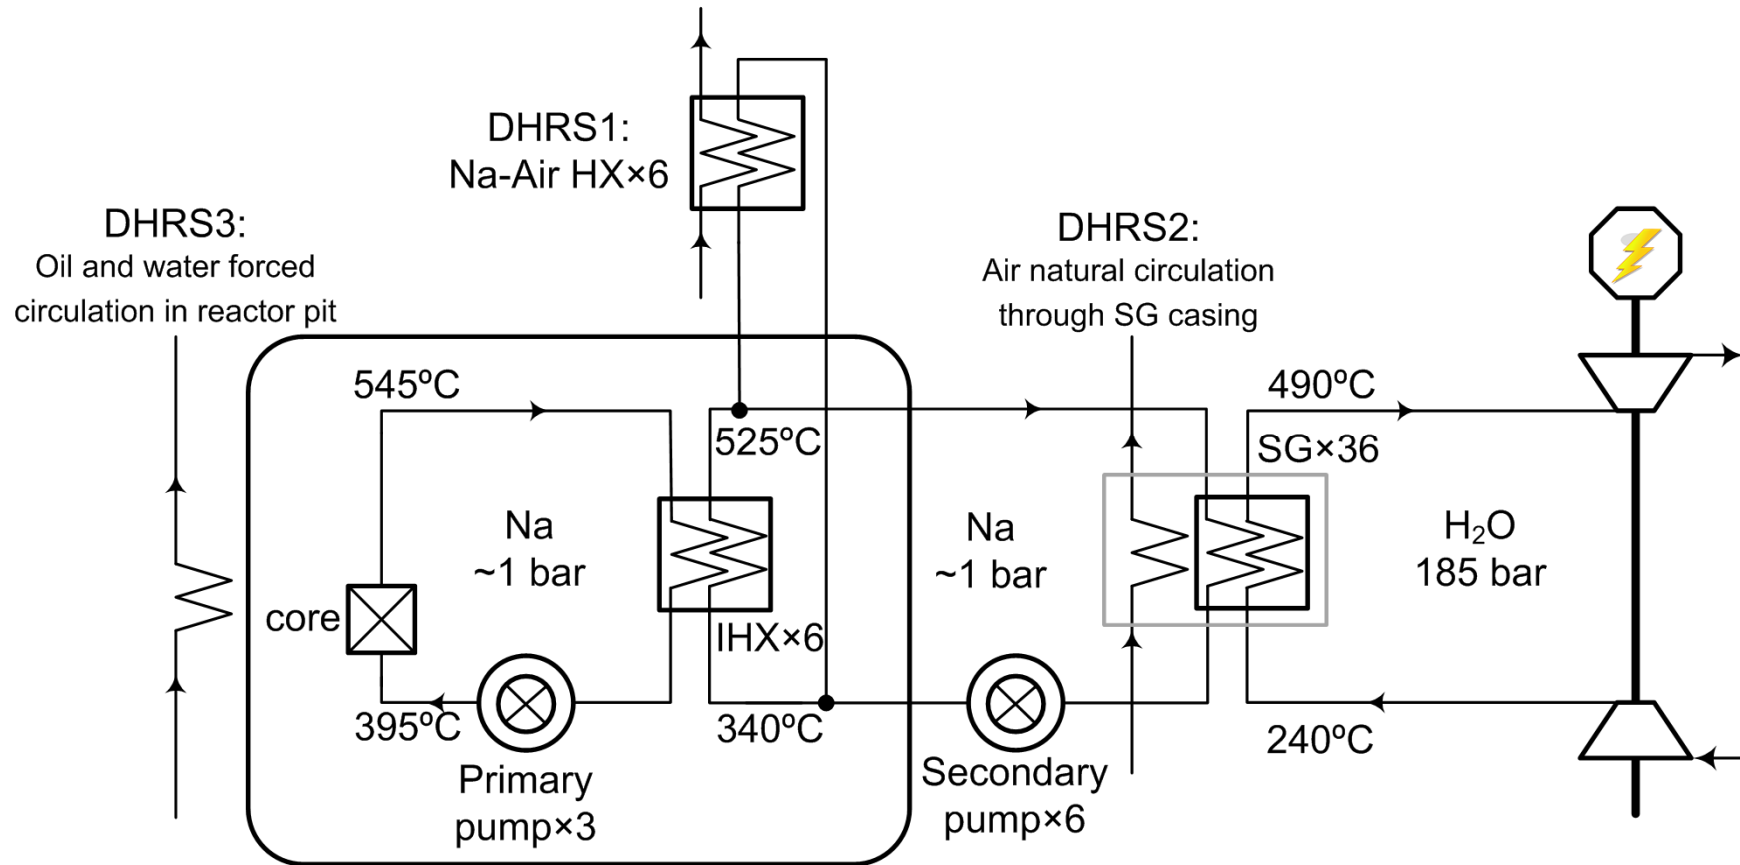 DHRS1:
Na-Air HX×6
DHRS3:
Oil and water forced
circulation in reactor pit
DHRS2:
Air natural circulation
through SG casing
545ºC
525ºC
490ºC
SG×36
Na
~1 bar
Na
~1 bar
H₂O
185 bar
core
IHX×6
395ºC
340ºC
240ºC
Primary
pump×3
Secondary
pump×6